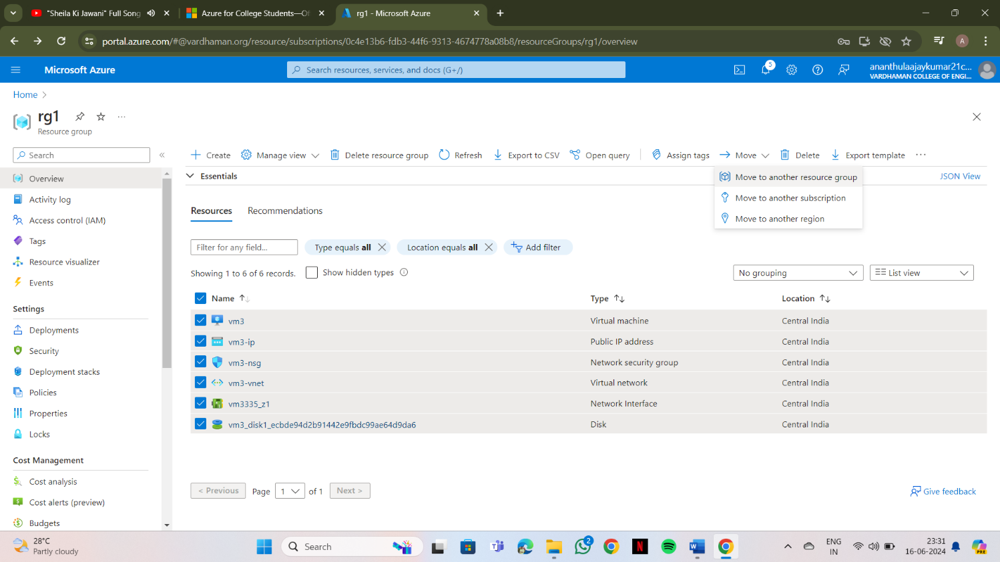 "Sheila Ki Jawani" Full Song
Azure for College Students—Of
rg1 - Microsoft Azure
portal.azure.com/#@vardhaman.org/resource/subscriptions/0c4e13b6-fdb3-44f6-9313-4674778a08b8/resourceGroups/rg1/overview
A
Microsoft Azure
Search resources, services, and docs (G+/)
5
ananthulaajaykumar21c...
VARDHAMAN COLLEGE OF ENGI...
Home
rg1
Resource group
Search
Create
Manage view
Delete resource group
Refresh
Export to CSV
Open query
Assign tags
Move
Delete
Export template
Essentials
JSON View
Move to another resource group
Move to another subscription
Move to another region
Overview
Activity log
Access control (IAM)
Tags
Resource visualizer
Events
Settings
Deployments
Security
Deployment stacks
Policies
Properties
Locks
Cost Management
Cost analysis
Cost alerts (preview)
Budgets
Resources
Recommendations
Filter for any field...
Type equals all
Location equals all
Add filter
Showing 1 to 6 of 6 records.
Show hidden types
No grouping
List view
Name Type Location
vm3 Virtual machine Central India
vm3-ip Public IP address Central India
vm3-nsg Network security group Central India
vm3-vnet Virtual network Central India
vm3335_z1 Network Interface Central India
vm3_disk1_ecbde94d2b91442e9fbdc99ae64d9da6 Disk Central India
< Previous Page 1 of 1 Next >
Give feedback
28°C
Partly cloudy
Search
2
N
W
PRE
ENG
IN
23:31
16-06-2024